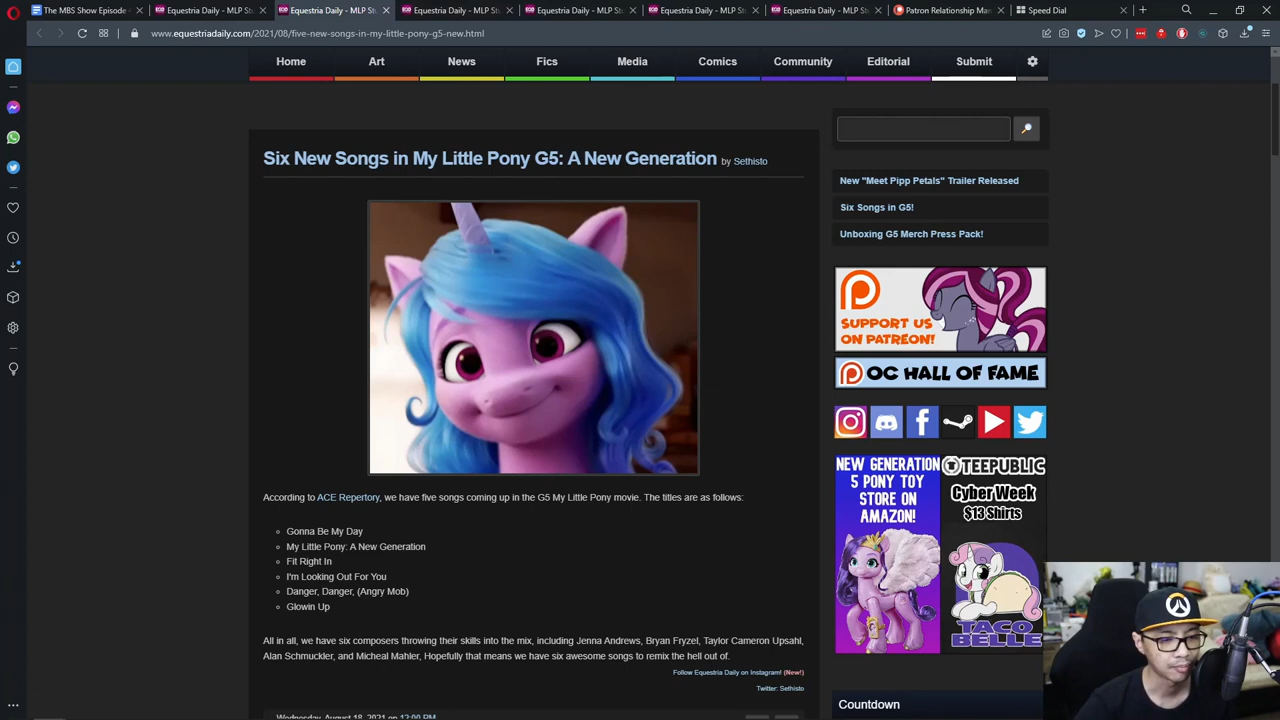 The MBS Show Episode
Equestria Daily - MLP St
Equestria Daily - MLP St
Equestria Daily - MLP St
Equestria Daily - MLP St
Equestria Daily - MLP St
Equestria Daily - MLP St
Patron Relationship Ma
Speed Dial
www.equestriadaily.com/2021/08/five-new-songs-in-my-little-pony-g5-new.html
Home
Art
News
Fics
Media
Comics
Community
Editorial
Submit
Six New Songs in My Little Pony G5: A New Generation by Sethisto
According to ACE Repertory, we have five songs coming up in the G5 My Little Pony movie. The titles are as follows:
Gonna Be My Day
My Little Pony: A New Generation
Fit Right In
I'm Looking Out For You
Danger, Danger, (Angry Mob)
Glowin Up
All in all, we have six composers throwing their skills into the mix, including Jenna Andrews, Bryan Fryzel, Taylor Cameron Upsahl,
Alan Schmuckler, and Micheal Mahler, Hopefully that means we have six awesome songs to remix the hell out of.
Follow Equestria Daily on Instagram! (New!)
Twitter: Sethisto
Wednesday, August 18, 2021 at 12:00 PM
New "Meet Pipp Petals" Trailer Released
Six Songs in G5!
Unboxing G5 Merch Press Pack!
SUPPORT US
ON PATREON!
OC HALL OF FAME
NEW GENERATION
5 PONY TOY
STORE ON
AMAZON!
TEEPUBLIC
Cyber Week
$13 Shirts
TACO
BELLE
Countdown